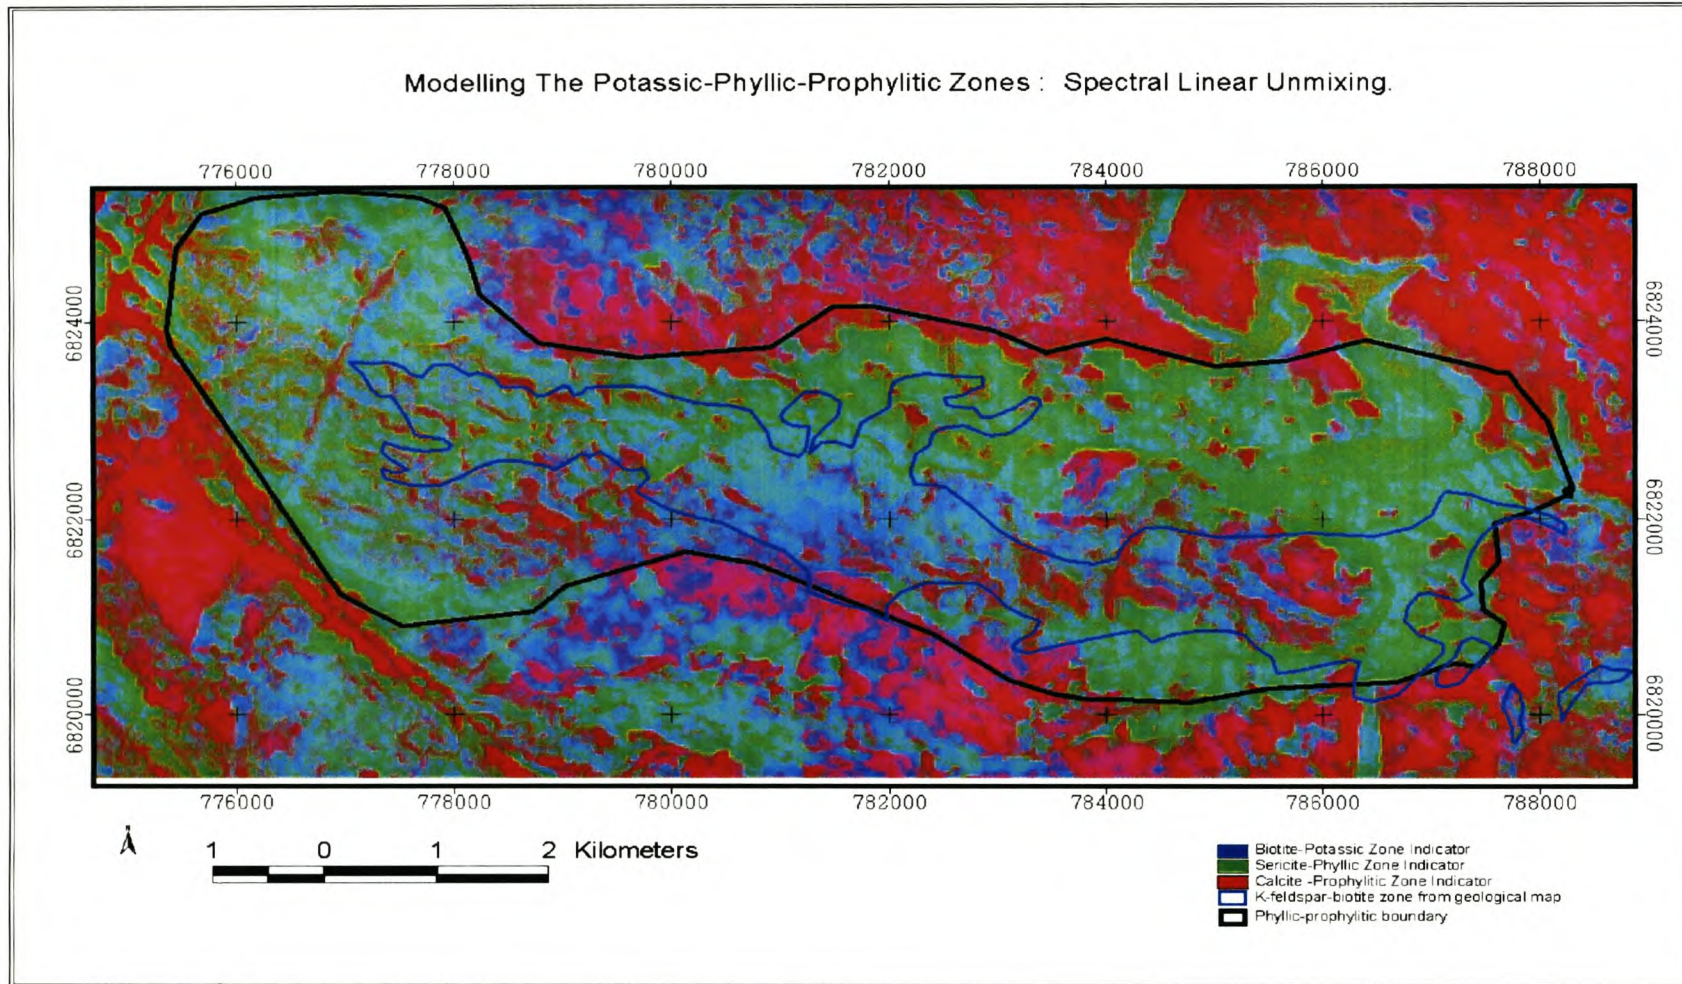 Modelling The Potassic-Phyllic-Prophylitic Zones : Spectral Linear Unmixing.
776000 778000 780000 782000 784000 786000 788000
6824000 6824000
6822000 6822000
6820000 6820000
776000 778000 780000 782000 784000 786000 788000
1 0 1 2 Kilometers
Biotite-Potassic Zone Indicator
Sericite-Phyllic Zone Indicator
Calcite -Prophylitic Zone Indicator
K-feldspar-biotite zone from geological map
Phyllic-prophylitic boundary